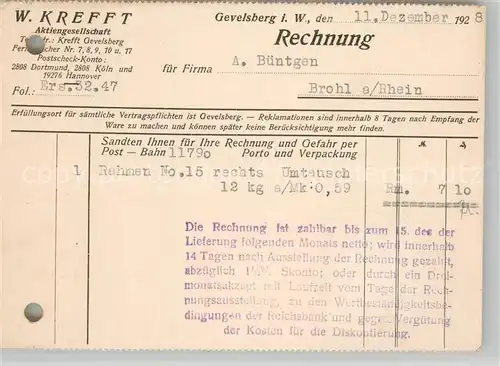 W. KREFFT
Aktiengesellschaft
Krefft Gevelsberg
Nr. 7, 8, 9, 10 u. 17
Postscheck-Konto:
2808 Dortmund, 2808 Köln und
19276 Hannover
Fol.: Ers.52.47
Gevelsberg i. W., den 11.Dezember 1928
Rechnung
für Firma A. Büntgen
Brohl a/Rhein
Erfüllungsort für sämtliche Vertragspflichten ist Gevelsberg. — Reklamationen sind innerhalb 8 Tagen nach Empfang der
Ware zu machen und können später keine Berücksichtigung mehr finden.
Sandten Ihnen für Ihre Rechnung und Gefahr per
Post – Bahn 11790 Porto und Verpackung
1 Rahmen No.15 rechts Umtausch
12 kg a/Mk:0,59 Rm. 7 10
Die Rechnung ist zahlbar bis zum 15. des der
Lieferung folgenden Monats netto; wird innerhalb
14 Tagen nach Ausstellung der Rechnung gezahlt,
abzüglich Skonto; oder durch ein Drei-
monatsakzept mit Laufzeit vom Tage der Rech-
nungsausstellung, zu den Wertbeständigkeitsbe-
dingungen der Reichsbank und gegen Vergütung
der Kosten für die Diskontierung.